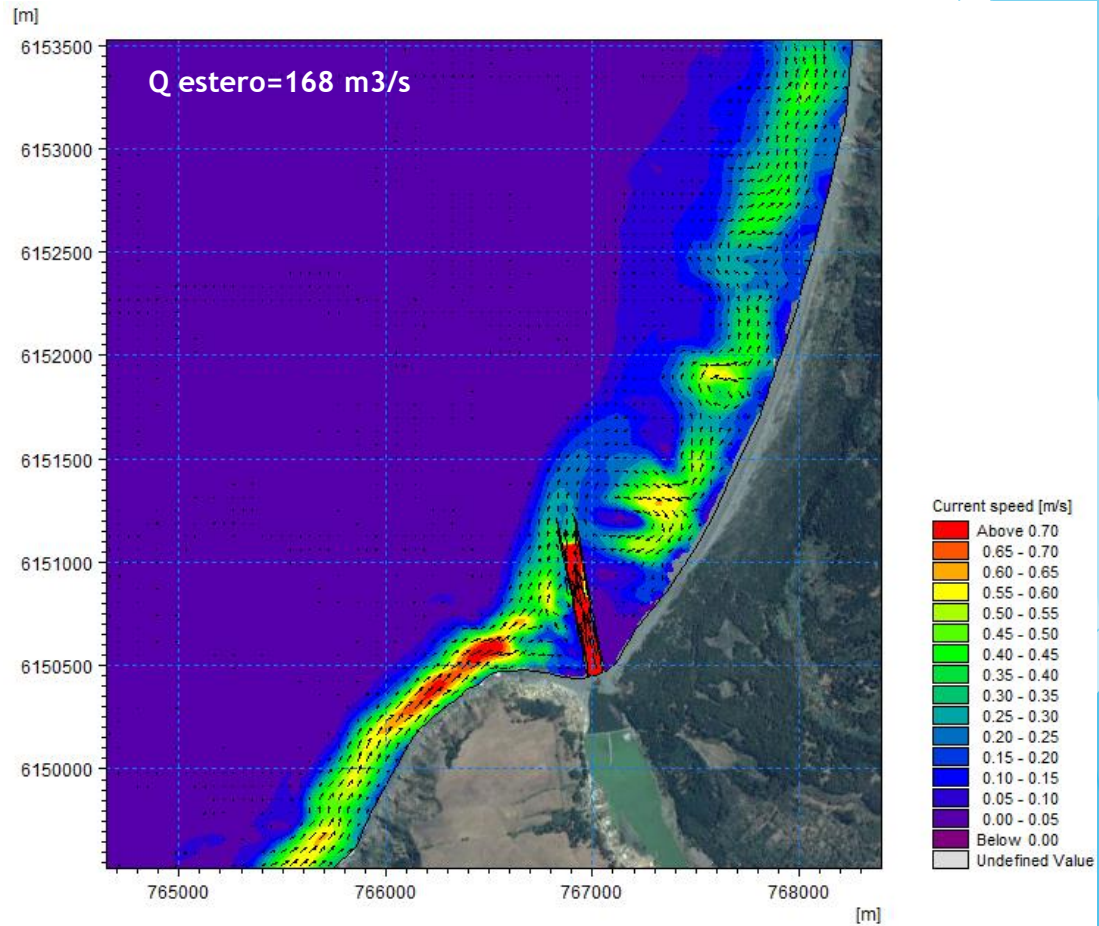 [m]
6153500
Q estero=168 m3/s
6153000
6152500
6152000
6151500
6151000
6150500
6150000
765000
766000
767000
768000
[m]
Current speed [m/s]
Above 0.70
0.65 - 0.70
0.60 - 0.65
0.55 - 0.60
0.50 - 0.55
0.45 - 0.50
0.40 - 0.45
0.35 - 0.40
0.30 - 0.35
0.25 - 0.30
0.20 - 0.25
0.15 - 0.20
0.10 - 0.15
0.05 - 0.10
0.00 - 0.05
Below 0.00
Undefined Value